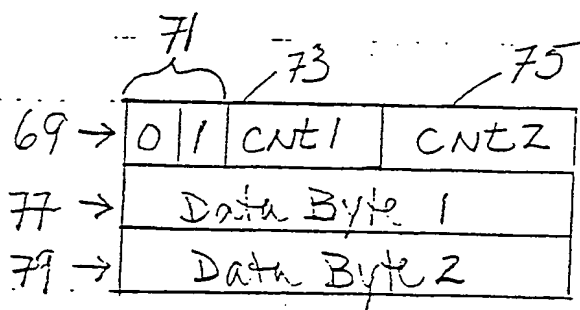 71 73 75
69 → 0 1 CNT1 CNT2
77 → Data Byte 1
79 → Data Byte 2